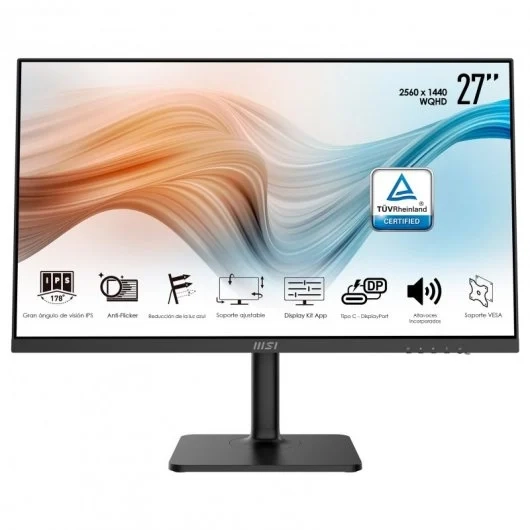 2560 x 1440
WQHD
27’’
TÜVRheinland
CERTIFIED
IPS
178°
DP
Gran ángulo de visión IPS
Anti-Flicker
Reducción de la luz azul
Soporte ajustable
Display Kit App
Tipo C - DisplayPort
Altavoces
incorporados
Soporte VESA
msi